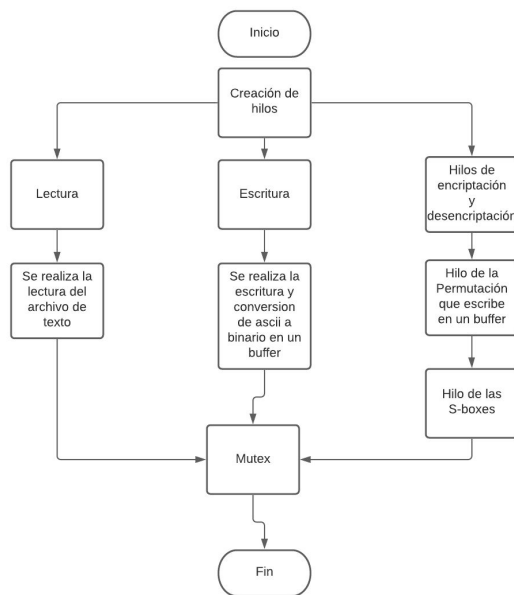 Inicio
Creación de
hilos
Lectura
Escritura
Hilos de
encriptación
y
desencriptación
Se realiza la
lectura del
archivo de
texto
Se realiza la
escritura y
conversion de
de ascii a
binario en un
buffer
Hilo de la
Permutación
que escribe
en un buffer
Hilo de las
S-boxes
Mutex
Fin